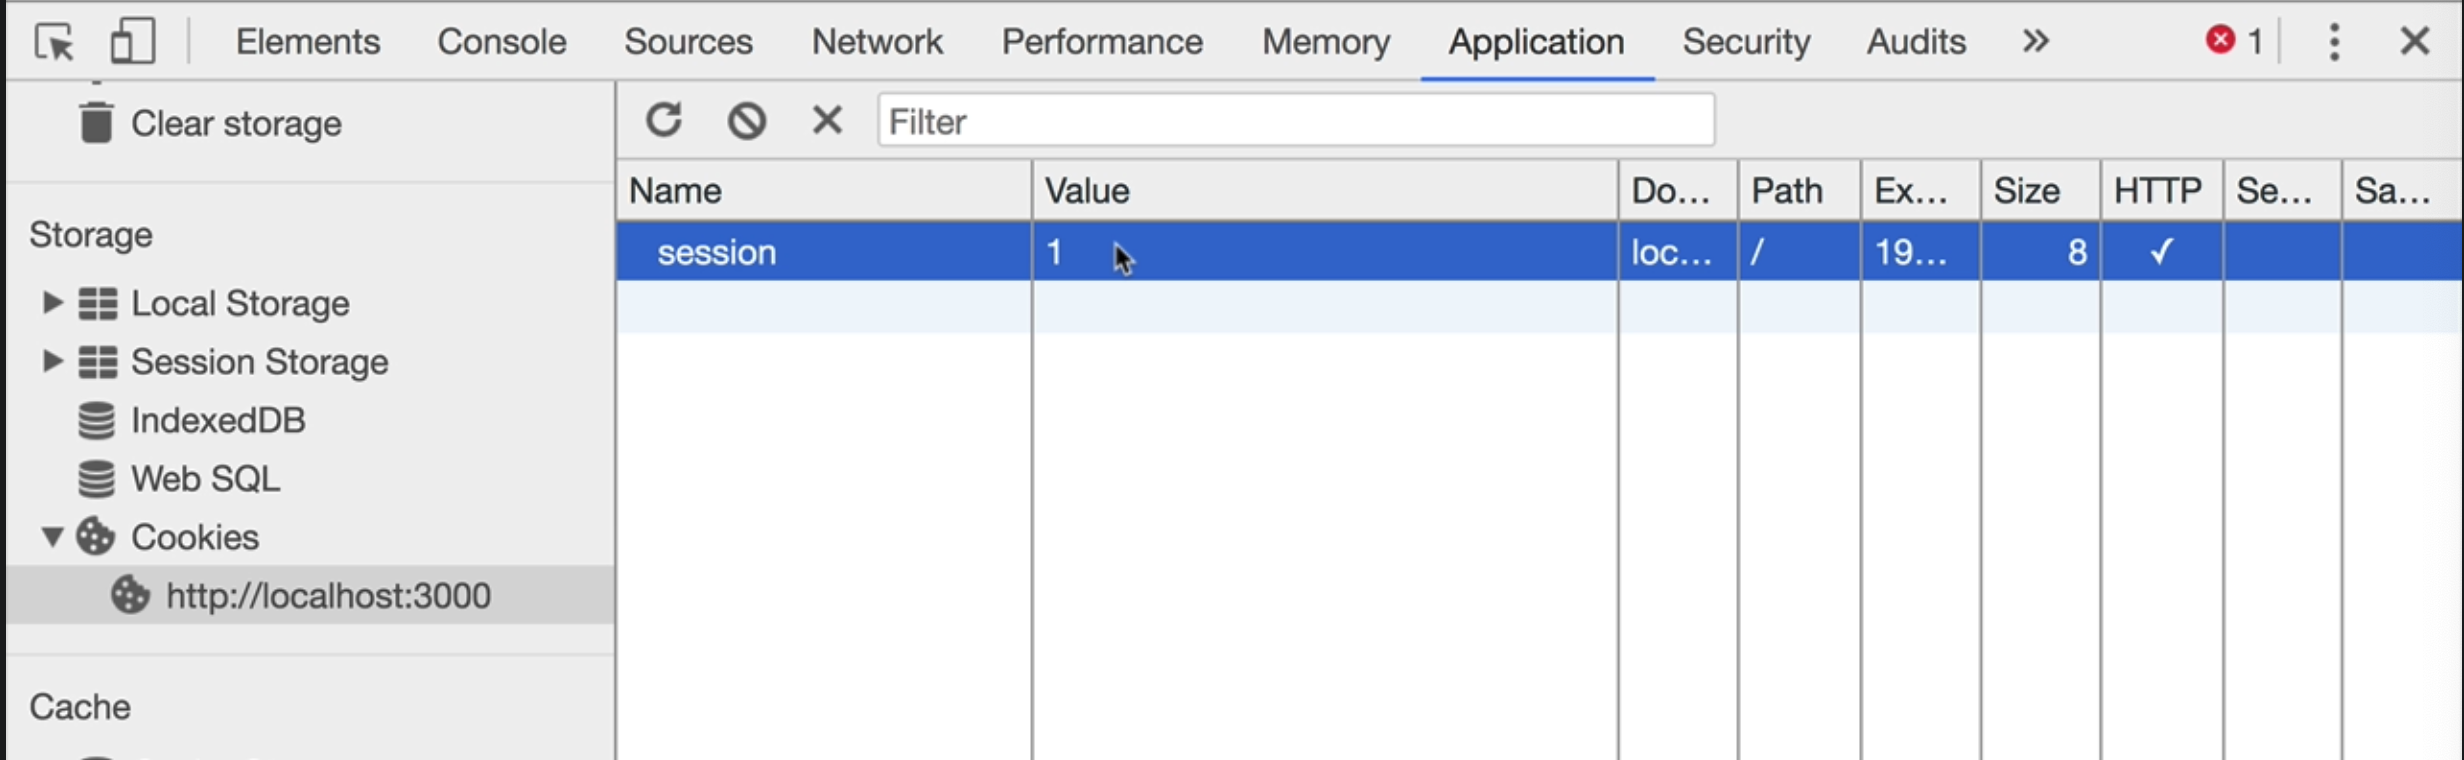 Elements Console Sources Network Performance Memory Application Security Audits » 1
Clear storage
Filter
Name Value Do... Path Ex... Size HTTP Se... Sa...
session 1 loc... / 19... 8 ✓
Storage
Local Storage
Session Storage
IndexedDB
Web SQL
Cookies
http://localhost:3000
Cache